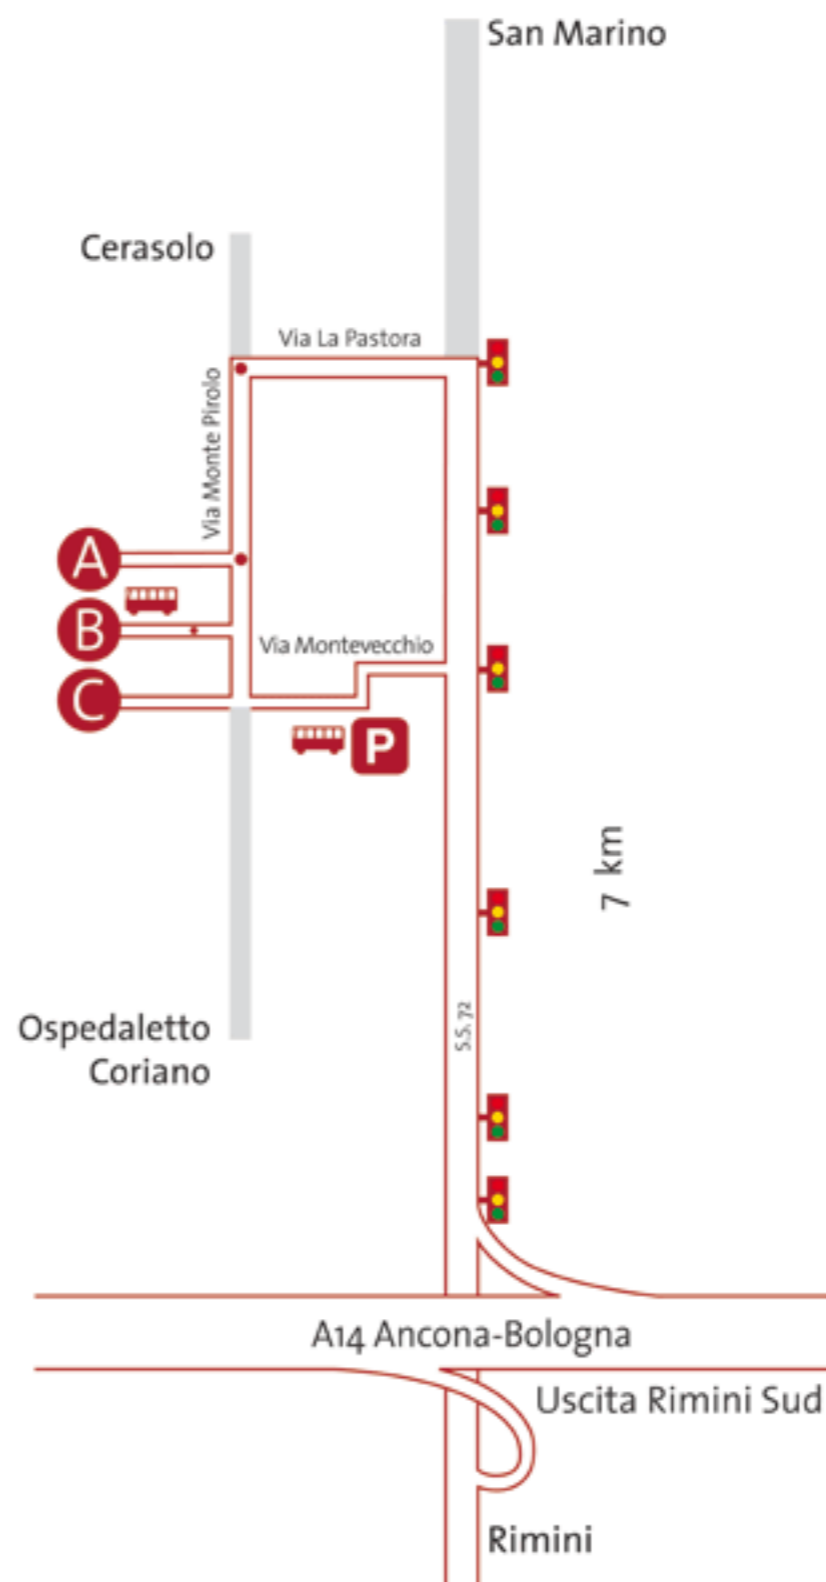 San Marino
Cerasolo
Via La Pastora
Via Monte Pirolo
A
B
Via Montevecchio
C
P
7 km
S.S. 72
Ospedaletto
Coriano
A14 Ancona-Bologna
Uscita Rimini Sud
Rimini